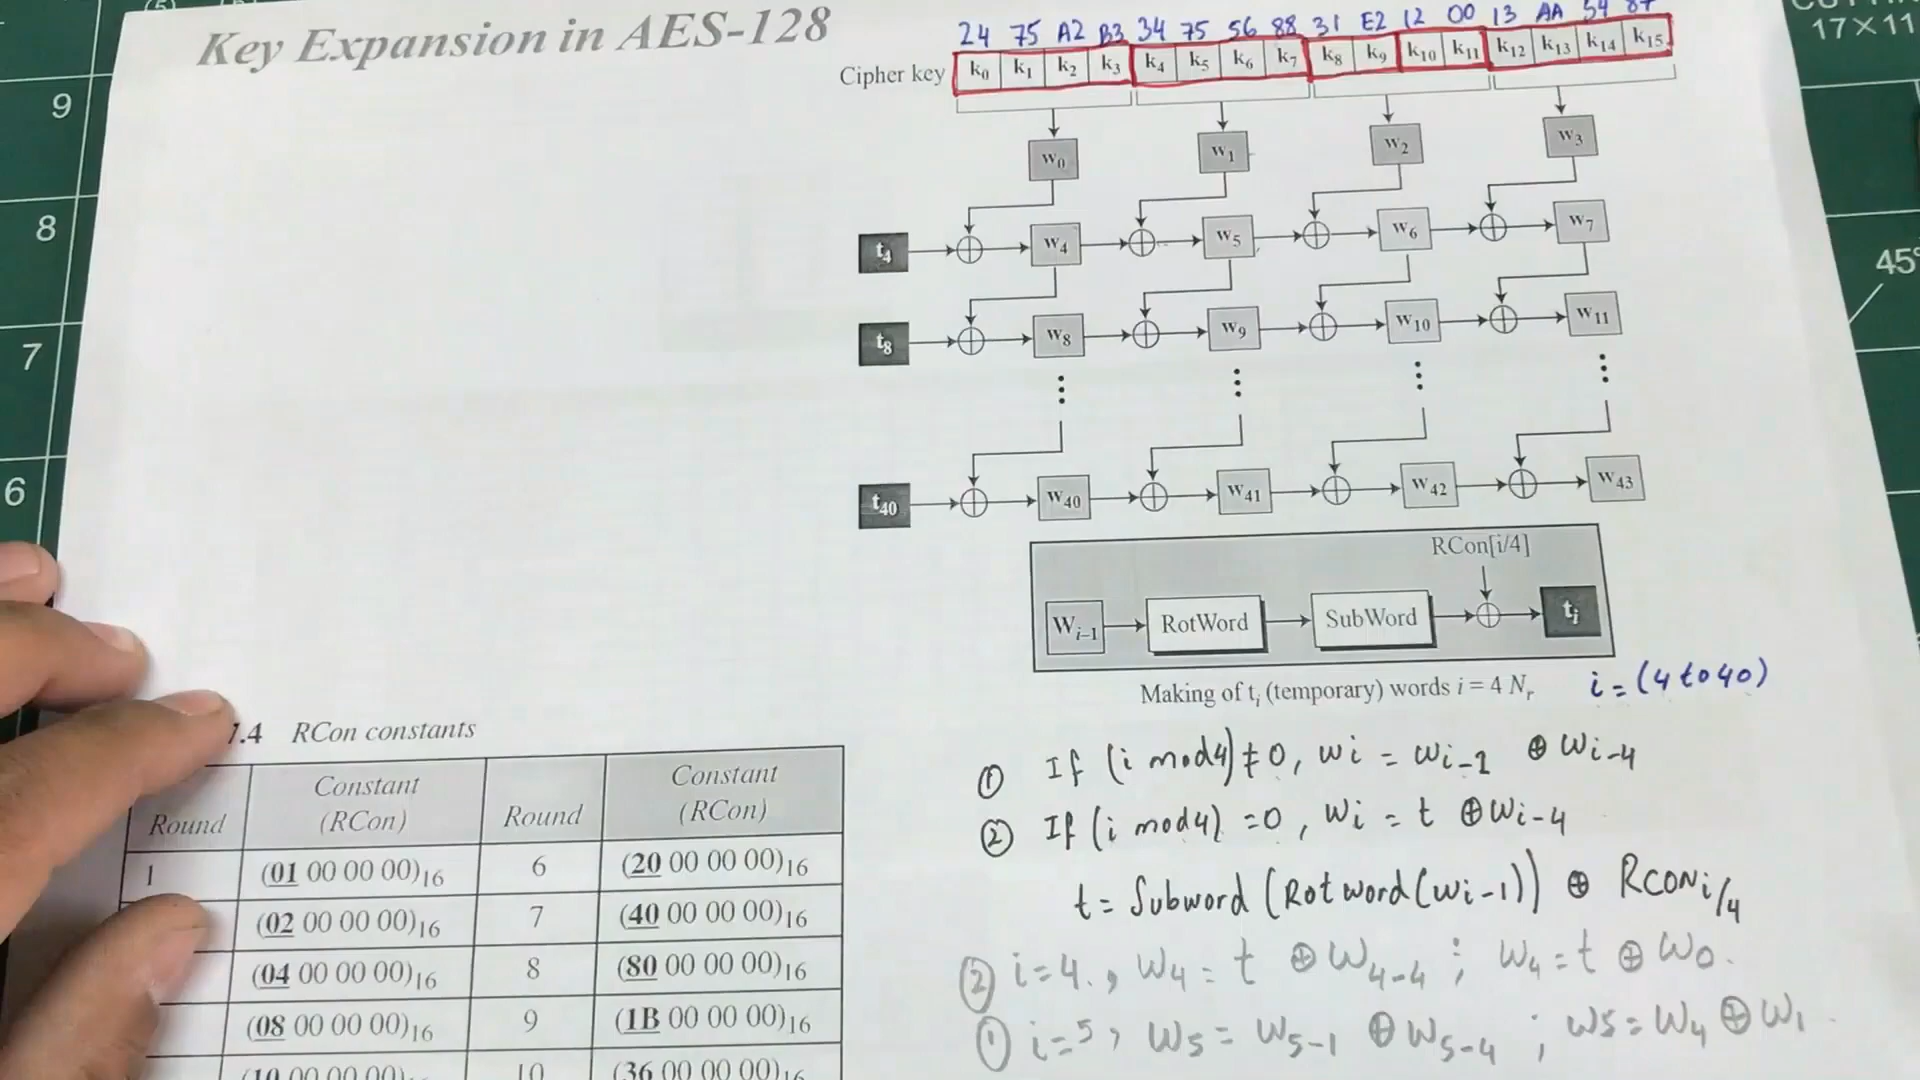 Key Expansion in AES-128
24 75 A2 B3 34 75 56 88 31 E2 12 00 13 AA 54 87
Cipher key k0 k1 k2 k3 k4 k5 k6 k7 k8 k9 k10 k11 k12 k13 k14 k15
17 X 11
9
8
7
6
45°
w0 w1 w2 w3
t4 w4 w5 w6 w7
t8 w8 w9 w10 w11
t40 w40 w41 w42 w43
RCon[i/4]
Wi–1 RotWord SubWord ti
Making of ti (temporary) words i = 4 Nr i = (4 to 40)
① If (i mod4) ≠ 0, wi = wi-1 ⊕ wi-4
② If (i mod4) = 0, wi = t ⊕ wi-4
t = Subword (Rotword(wi-1)) ⊕ RCONi/4
② i=4, W4 = t ⊕ W4-4 ; W4 = t ⊕ W0.
① i=5, W5 = W5-1 ⊕ W5-4 ; W5 = W4 ⊕ W1.
.4 RCon constants
Round Constant (RCon) Round Constant (RCon)
1 (01 00 00 00)16 6 (20 00 00 00)16
(02 00 00 00)16 7 (40 00 00 00)16
(04 00 00 00)16 8 (80 00 00 00)16
(08 00 00 00)16 9 (1B 00 00 00)16
(10 00 00 00) 10 (36 00 00 00)16